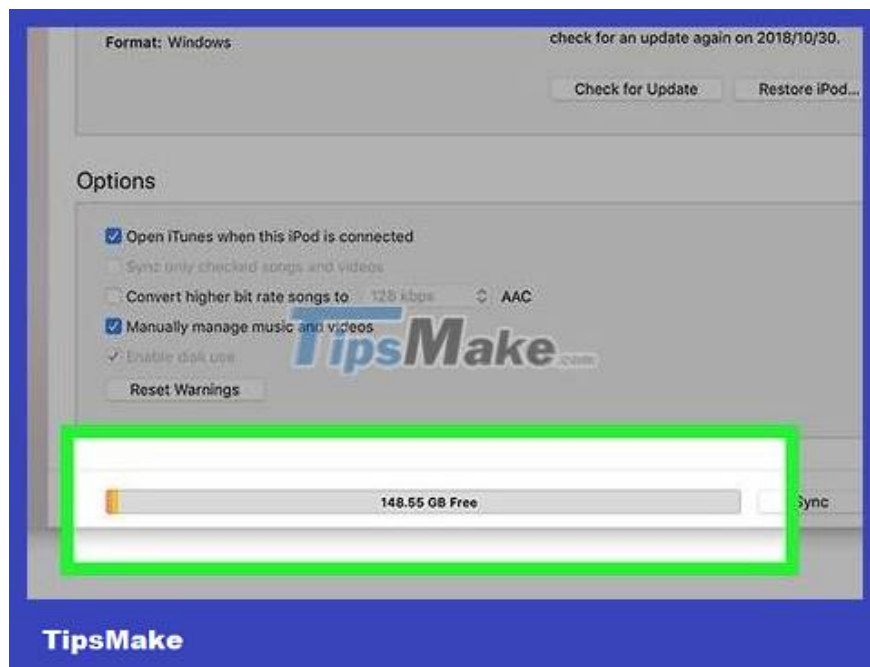 Format: Windows
check for an update again on 2018/10/30.
Check for Update
Restore iPod...
Options
Open iTunes when this iPod is connected
Sync only checked songs and videos
Convert higher bit rate songs to 128 kbps AAC
Manually manage music and videos
Enable disk use
TipsMake.com
Reset Warnings
148.55 GB Free
Sync
TipsMake